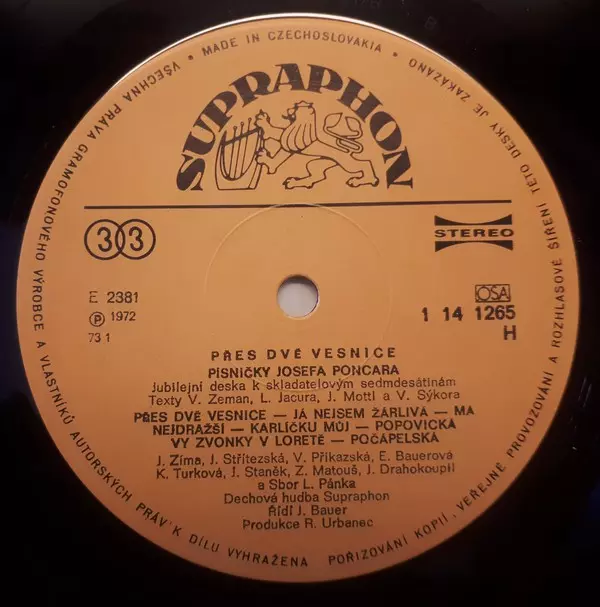 VŠECHNA PRÁVA GRAMOFONOVÉHO VÝROBCE A VLASTNÍKŮ AUTORSKÝCH PRÁV K DÍLU VYHRAŽENA POŘIZOVÁNÍ KOPIÍ, VEŘEJNÉ PROVOZOVÁNÍ A ROZHLASOVÉ ŠÍŘENÍ TÉTO DESKY JE ZAKÁZÁNO
• MADE IN CZECHOSLOVAKIA •
SUPRAPHON
33
STEREO
E 2381
℗ 1972
73 1
OSA
1 14 1265
H
PŘES DVĚ VESNICE
PÍSNIČKY JOSEFA PONCARA
Jubilejní deska k skladatelovým sedmdesátinám
Texty V. Zeman, L. Jacura, J. Mottl a V. Sýkora
PŘES DVĚ VESNICE — JÁ NEJSEM ŽÁRLIVÁ — MA
NEJDRAŽŠÍ — KARLÍČKU MŮJ — POPOVICKÁ
VY ZVONKY V LORETĚ — POČÁPELSKÁ
J. Zíma, J. Střítezská, V. Příkazská, E. Bauerová
K. Turková, J. Staněk, Z. Matouš, J. Drahokoupil
a Sbor L. Pánka
Dechová hudba Supraphon
Řídí J. Bauer
Produkce R. Urbanec